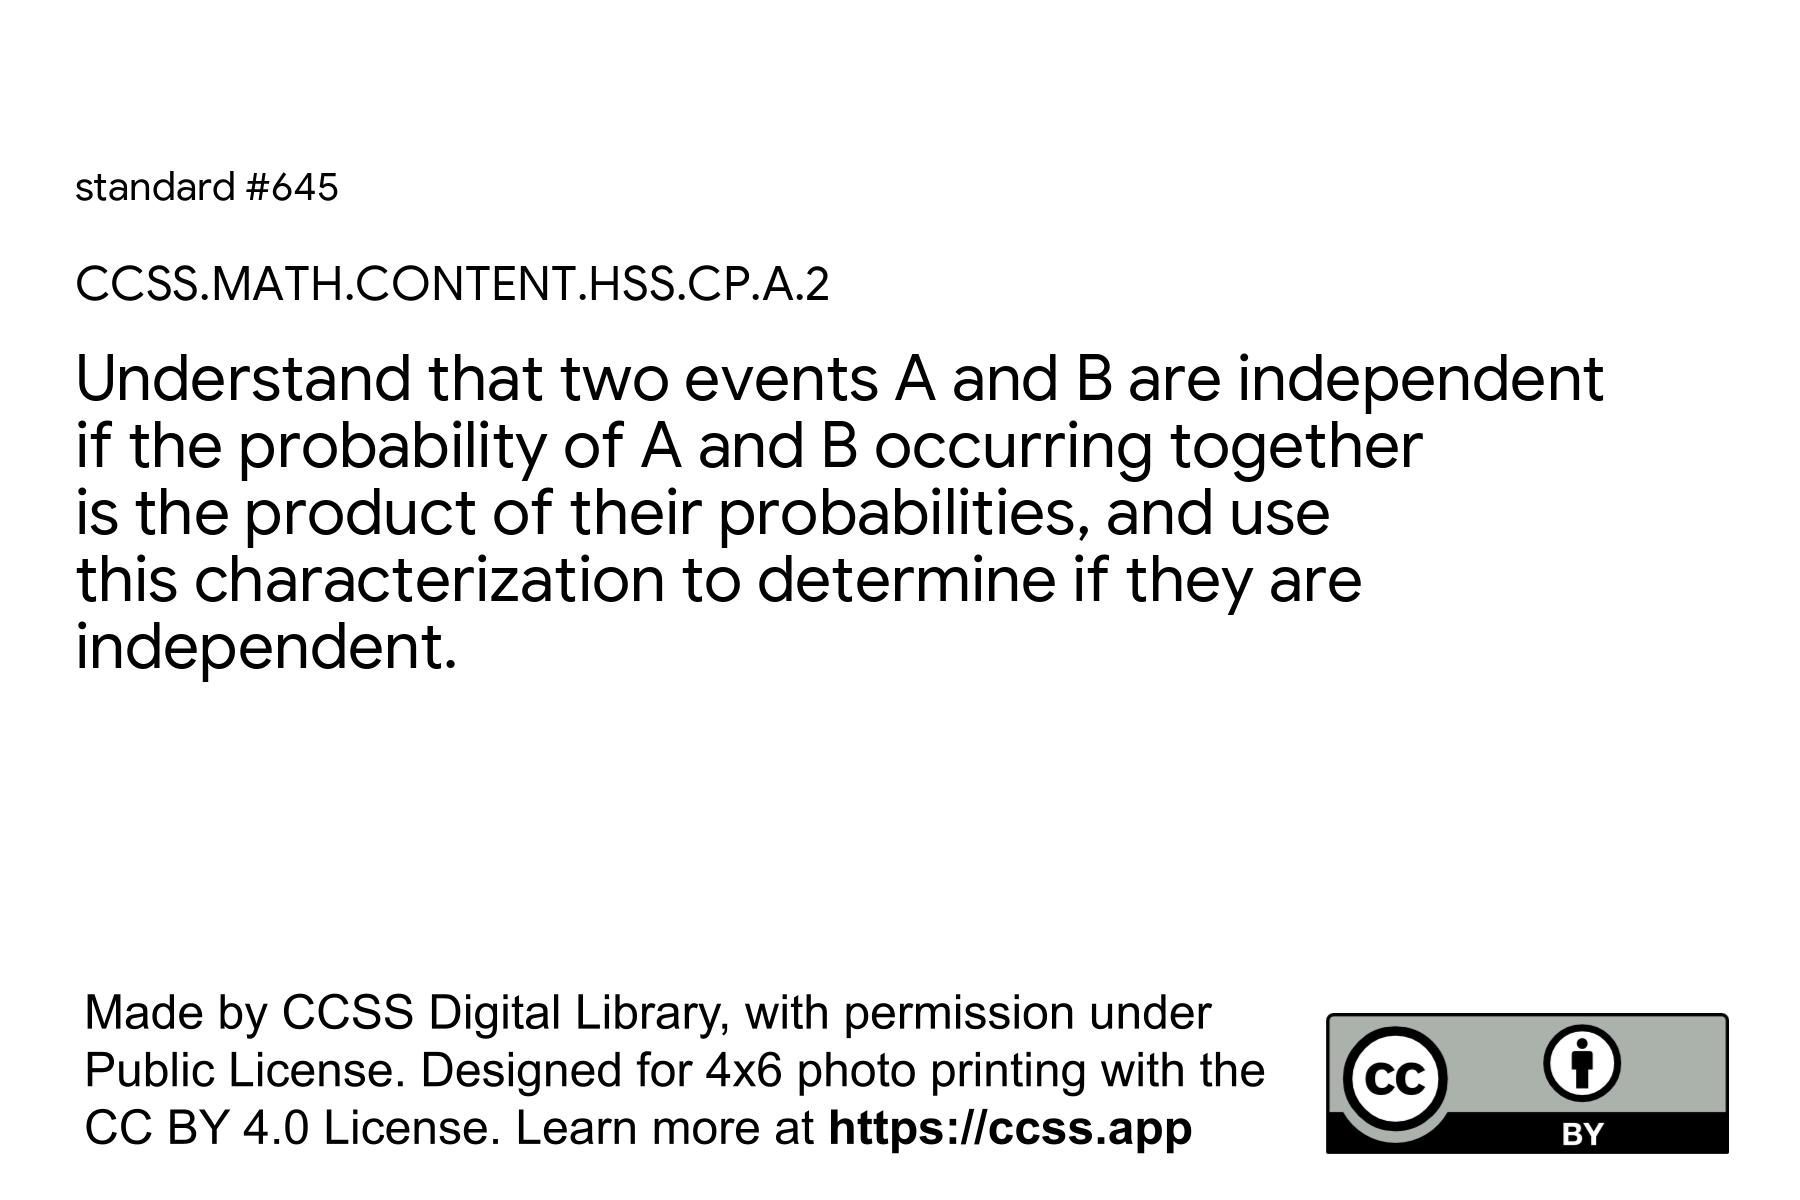 standard #645
CCSS.MATH.CONTENT.HSS.CP.A.2
Understand that two events A and B are independent
if the probability of A and B occurring together
is the product of their probabilities, and use
this characterization to determine if they are
independent.
Made by CCSS Digital Library, with permission under
Public License. Designed for 4x6 photo printing with the
CC BY 4.0 License. Learn more at https://ccss.app
CC
BY